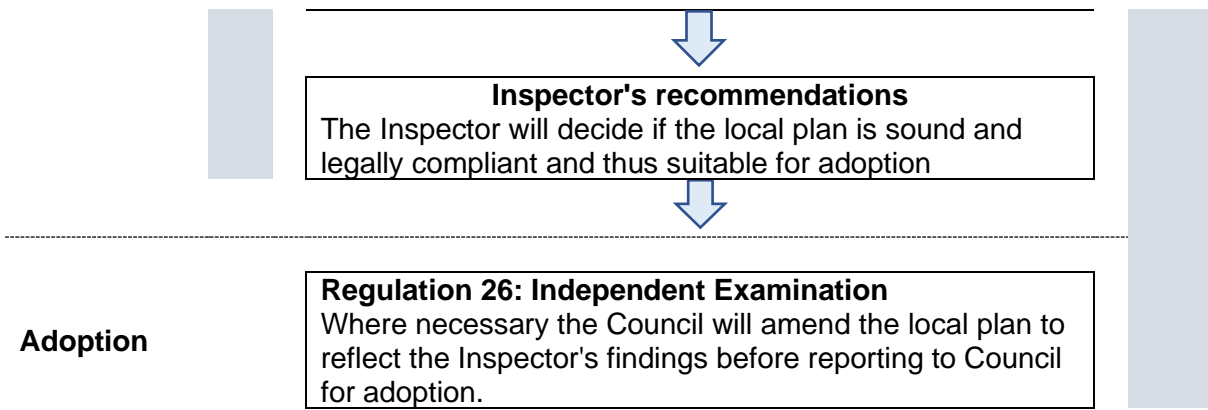 Inspector's recommendations
The Inspector will decide if the local plan is sound and
legally compliant and thus suitable for adoption
Adoption
Regulation 26: Independent Examination
Where necessary the Council will amend the local plan to
reflect the Inspector's findings before reporting to Council
for adoption.